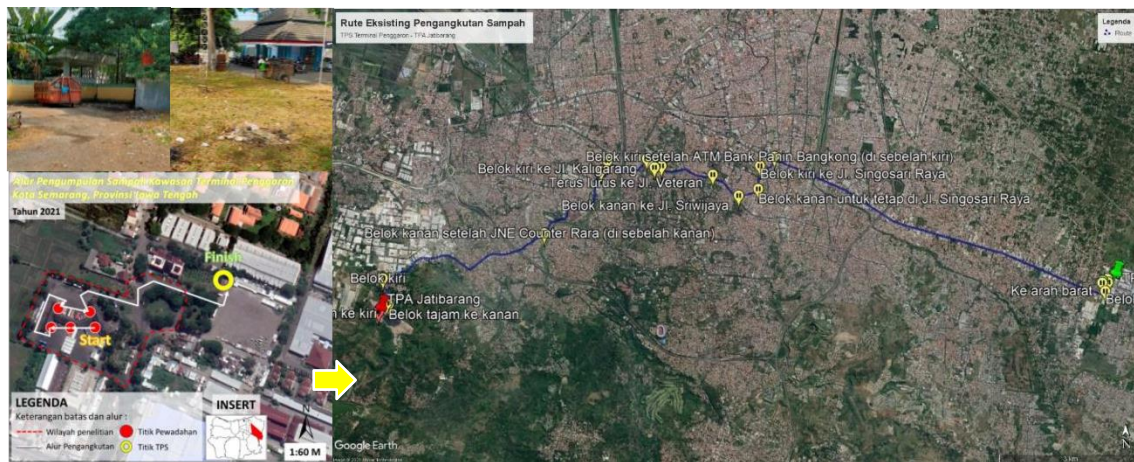 Alur Pengumpulan Sampah Kawasan Terminal Penggaron
Kota Semarang, Provinsi Jawa Tengah
Tahun 2021
Finish
Start
LEGENDA
Keterangan batas dan alur :
Wilayah penelitian
Titik Pewadahan
Alur Pengangkutan
Titik TPS
INSERT
N
1:60 M
Rute Eksisting Pengangkutan Sampah
TPS Terminal Penggaron - TPA Jatibarang
Legenda
Route
Belok kiri setelah ATM Bank Panin Bangkong (di sebelah kiri)
Belok kiri ke Jl. Kaligarang
Belok kiri ke Jl. Singosari Raya
Terus lurus ke Jl. Veteran
Belok kanan untuk tetap di Jl. Singosari Raya
Belok kanan ke Jl. Sriwijaya
Belok kanan setelah JNE Counter Rara (di sebelah kanan)
Belok kiri
Ke arah barat
TPA Jatibarang
ke kiri
Belok tajam ke kanan
Google Earth
N